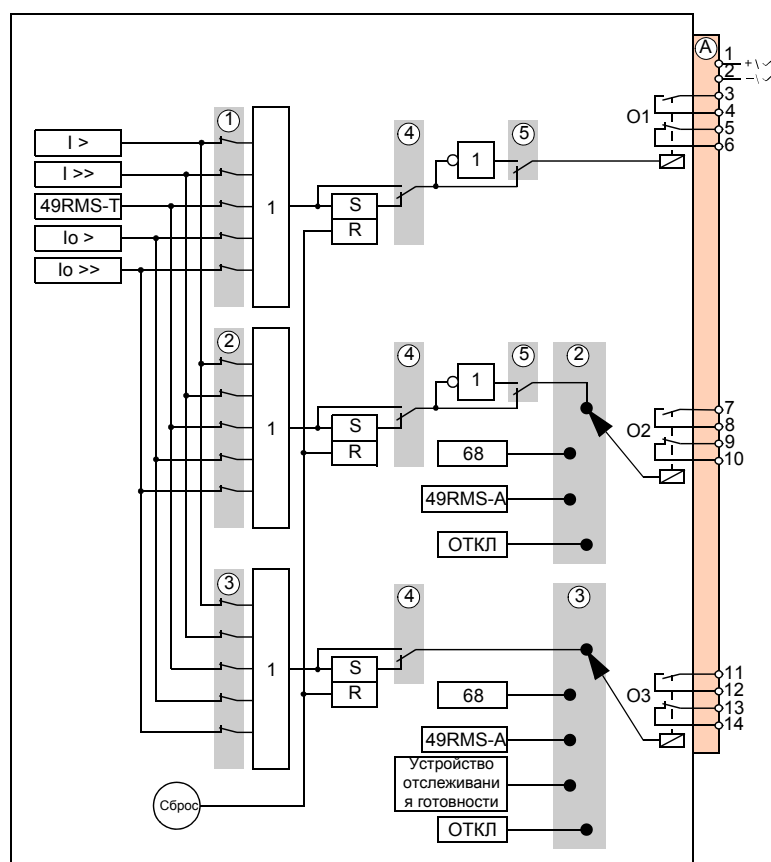 A
1
+\~
2
−\~
3
4
O1
5
6
1
4
5
I >
I >>
49RMS-T
Io >
Io >>
1
S
R
1
2
4
5
2
1
S
R
1
68
49RMS-A
ОТКЛ
7
8
O2
9
10
3
4
3
1
S
R
68
49RMS-A
Устройство
отслеживани
я готовности
ОТКЛ
11
12
O3
13
14
Сброс